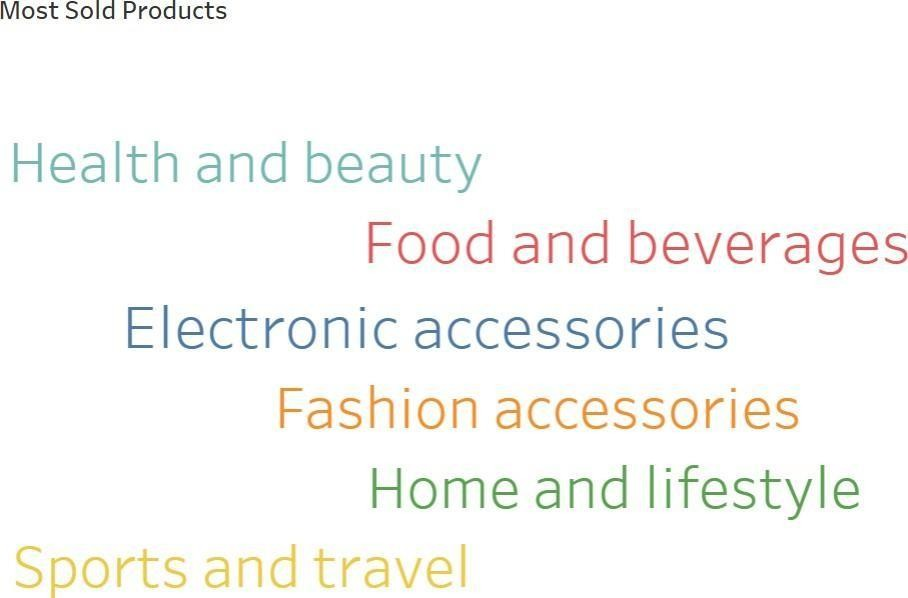 Most Sold Products
Health and beauty
Food and beverages
Electronic accessories
Fashion accessories
Home and lifestyle
Sports and travel